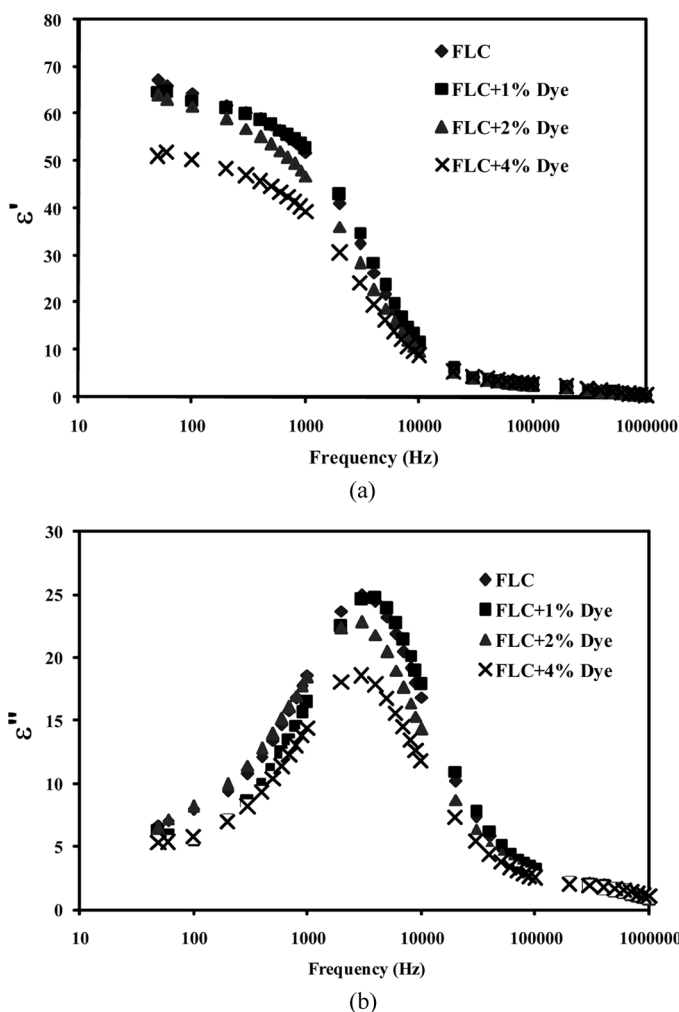 80
FLC
70
FLC+1% Dye
60
FLC+2% Dye
50
FLC+4% Dye
40
ε'
30
20
10
0
10 100 1000 10000 100000 1000000
Frequency (Hz)
(a)
30
25
FLC
FLC+1% Dye
20
FLC+2% Dye
FLC+4% Dye
15
ε"
10
5
0
10 100 1000 10000 100000 1000000
Frequency (Hz)
(b)